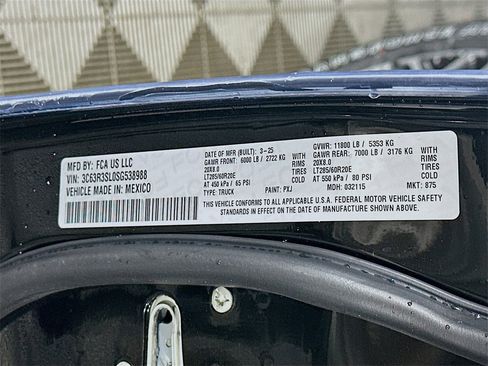 MFD BY: FCA US LLC
VIN: 3C63R3SL0SG538988
VEHICLE MADE IN: MEXICO
DATE OF MFR (BUILT): 3-25
GAWR FRONT: 6000 LB / 2722 KG
20X8.0 RIMS
LT285/60R20E TIRES
AT 450 kPa / 65 PSI
TYPE: TRUCK PAINT: PXJ
GVWR: 11800 LB / 5353 KG
GAWR REAR: 7000 LB / 3176 KG
20X8.0 RIMS
LT285/60R20E TIRES
AT 550 kPa / 80 PSI
MDH: 032115 MKT: 875
THIS VEHICLE CONFORMS TO ALL APPLICABLE U.S.A. FEDERAL MOTOR VEHICLE SAFETY
STANDARDS IN EFFECT ON THE DATE OF MANUFACTURE SHOWN ABOVE.